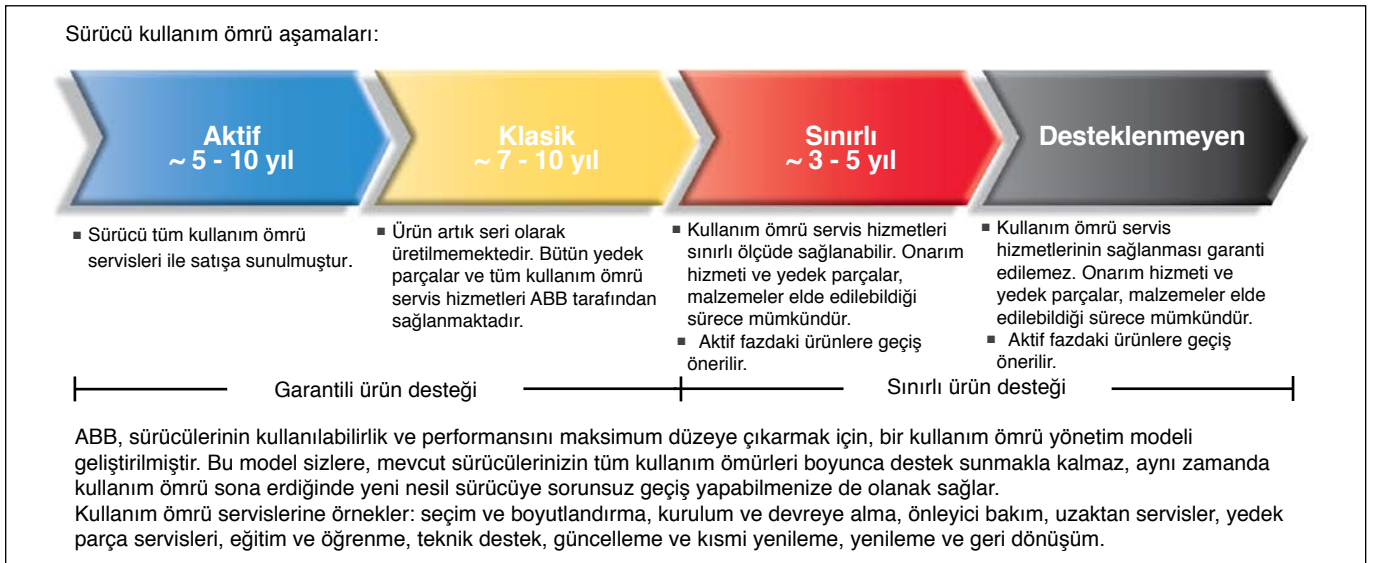 Sürücü kullanım ömrü aşamaları:
Aktif
~ 5 - 10 yıl
Klasik
~ 7 - 10 yıl
Sınırlı
~ 3 - 5 yıl
Desteklenmeyen
■ Sürücü tüm kullanım ömrü
servisleri ile satışa sunulmuştur.
■ Ürün artık seri olarak
üretilmemektedir. Bütün yedek
parçalar ve tüm kullanım ömrü
servis hizmetleri ABB tarafından
sağlanmaktadır.
■ Kullanım ömrü servis hizmetleri
sınırlı ölçüde sağlanabilir. Onarım
hizmeti ve yedek parçalar,
malzemeler elde edilebildiği
sürece mümkündür.
■ Aktif fazdaki ürünlere geçiş
önerilir.
■ Kullanım ömrü servis
hizmetlerinin sağlanması garanti
edilemez. Onarım hizmeti ve
yedek parçalar, malzemeler elde
edilebildiği sürece mümkündür.
■ Aktif fazdaki ürünlere geçiş
önerilir.
Garantili ürün desteği
Sınırlı ürün desteği
ABB, sürücülerinin kullanılabilirlik ve performansını maksimum düzeye çıkarmak için, bir kullanım ömrü yönetim modeli
geliştirilmiştir. Bu model sizlere, mevcut sürücülerinizin tüm kullanım ömürleri boyunca destek sunmakla kalmaz, aynı zamanda
kullanım ömrü sona erdiğinde yeni nesil sürücüye sorunsuz geçiş yapabilmenize de olanak sağlar.
Kullanım ömrü servislerine örnekler: seçim ve boyutlandırma, kurulum ve devreye alma, önleyici bakım, uzaktan servisler, yedek
parça servisleri, eğitim ve öğrenme, teknik destek, güncelleme ve kısmi yenileme, yenileme ve geri dönüşüm.